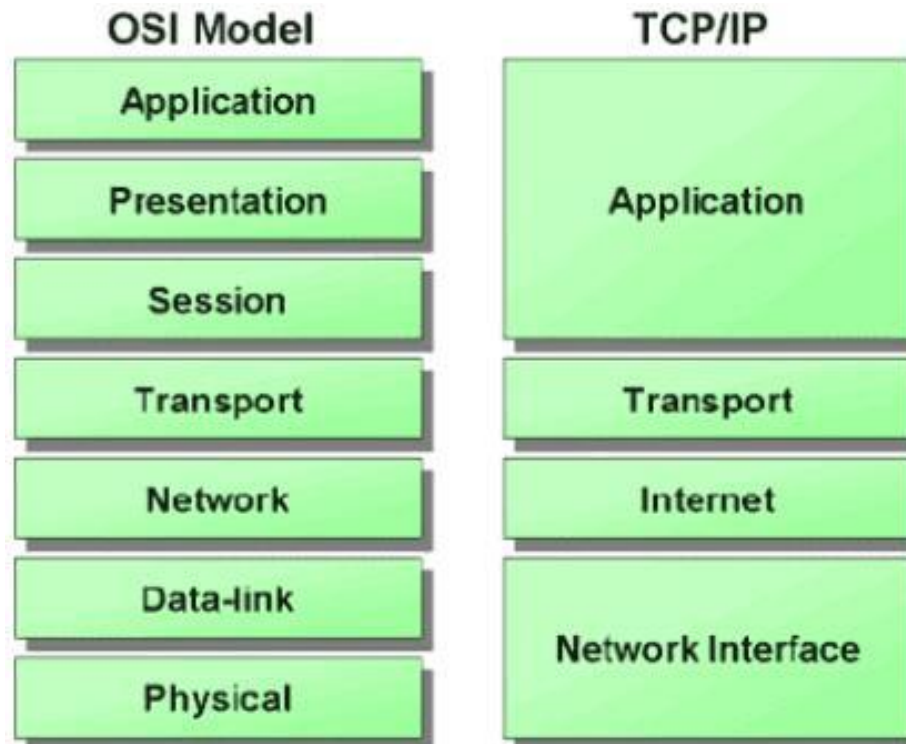 OSI Model
Application
Presentation
Session
Transport
Network
Data-link
Physical
TCP/IP
Application
Transport
Internet
Network Interface